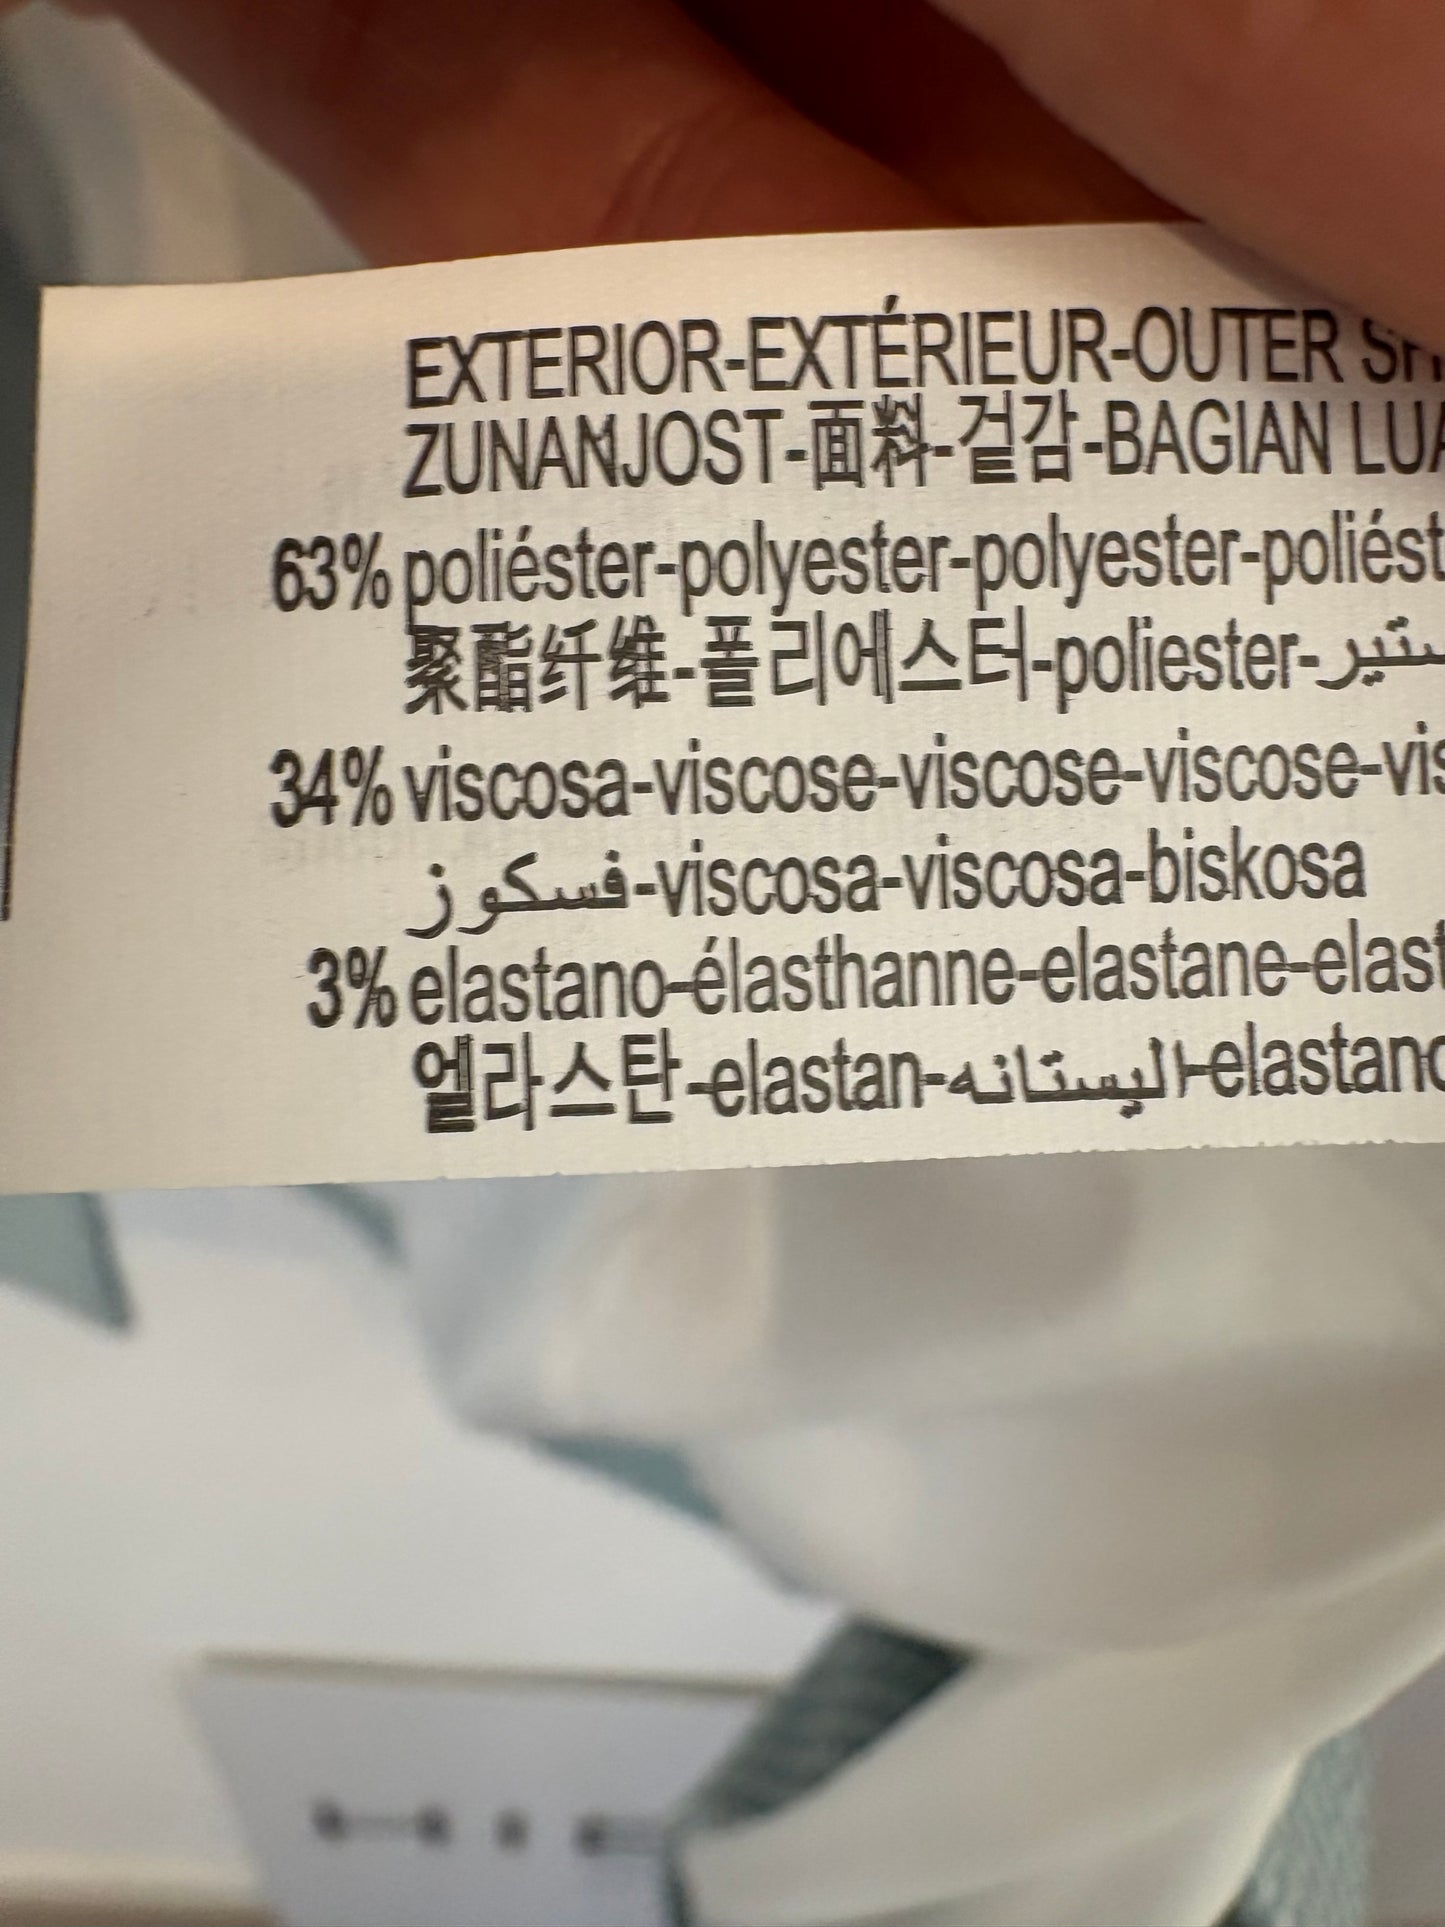 EXTERIOR-EXTÉRIEUR-OUTER
ZUNANJOST-面料-겉감-BAGIAN
63% poliéster-polyester-polyester-
聚酯纤维-폴리에스터-poliester-
34% viscosa-viscose-viscose-viscose-
فسكوز-viscosa-viscosa-biskosa
3% elastano-élasthanne-elastane-
엘라스탄-elastan-اليستانه-